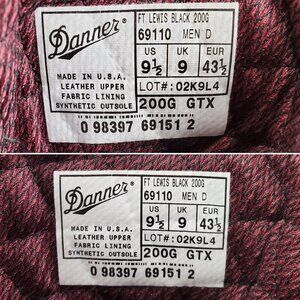 Danner
FT LEWIS BLACK 200G
69110 MEN D
US UK EUR
9½ 9 43½
MADE IN U.S.A.
LEATHER UPPER
FABRIC LINING
SYNTHETIC OUTSOLE
LOT#: 02K9L4
200G GTX
0 98397 69151 2
Danner
FT LEWIS BLACK 200G
69110 MEN D
US UK EUR
9½ 9 43½
MADE IN U.S.A.
LEATHER UPPER
FABRIC LINING
SYNTHETIC OUTSOLE
LOT#: 02K9L4
200G GTX
0 98397 69151 2